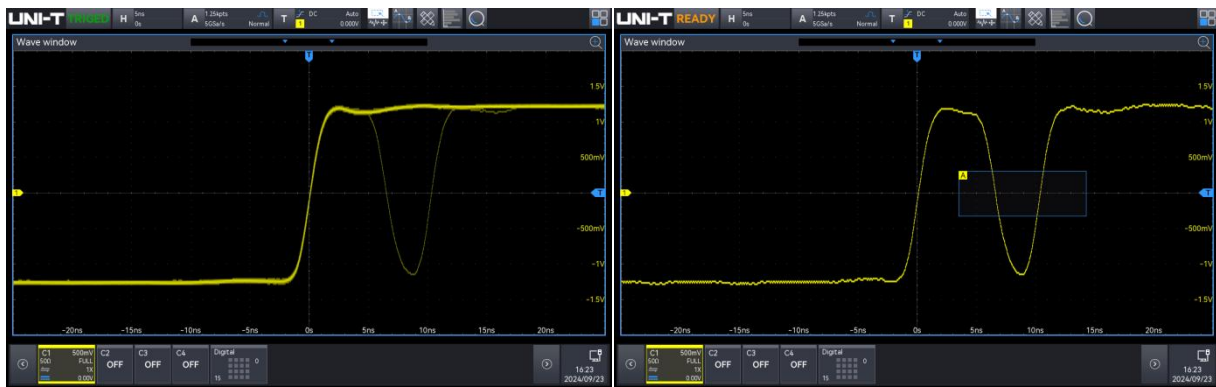 UNI-T TRIGED H 5ns 0s A 1.25kpts 5GSa/s Normal T DC 1 Auto 0.000V
Wave window
T
1.5V
1V
500mV
1 T
-500mV
-1V
-1.5V
-20ns -15ns -10ns -5ns 0s 5ns 10ns 15ns 20ns
C1 500mV 50Ω FULL 1X 0.00V C2 OFF C3 OFF C4 OFF Digital 0 15
16:23
2024/09/23
UNI-T READY H 5ns 0s A 1.25kpts 5GSa/s Normal T DC 1 Auto 0.000V
Wave window
T
1.5V
1V
500mV
A
1 T
-500mV
-1V
-1.5V
-20ns -15ns -10ns -5ns 0s 5ns 10ns 15ns 20ns
C1 500mV 50Ω FULL 1X 0.00V C2 OFF C3 OFF C4 OFF Digital 0 15
16:23
2024/09/23